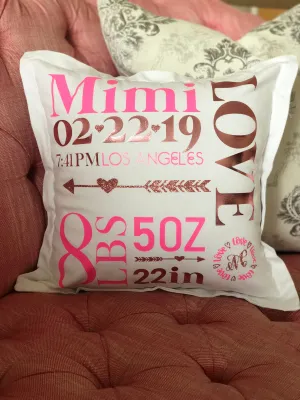 Mimi
LOVE
02♥22♥19
7:41PM LOS ANGELES
8 LBS
5OZ
22in